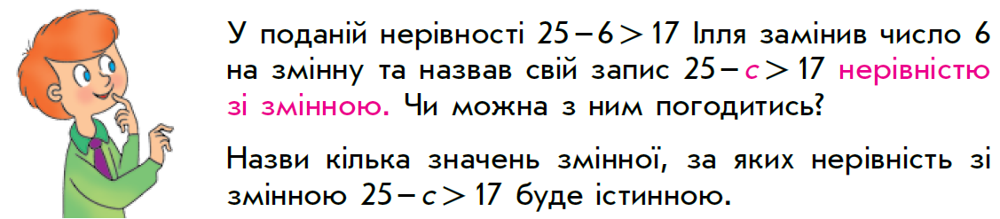 У поданій нерівності 25 – 6 > 17 Ілля замінив число 6
на змінну та назвав свій запис 25 – c > 17 нерівністю
зі змінною. Чи можна з ним погодитись?
Назви кілька значень змінної, за яких нерівність зі
змінною 25 – c > 17 буде істинною.